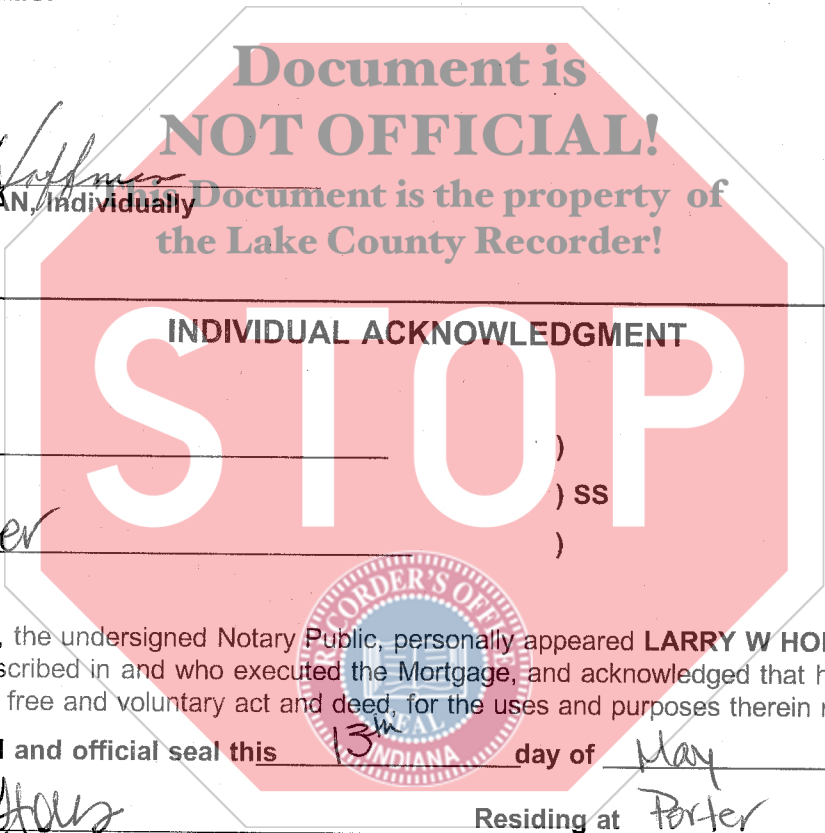 Document is
NOT OFFICIAL!
Hoffman
This Document is the property of
AN, Individually
the Lake County Recorder!
INDIVIDUAL ACKNOWLEDGMENT
STOP
)
) SS
er )
RECORDER'S OFFICE
, the undersigned Notary Public, personally appeared LARRY W HO
scribed in and who executed the Mortgage, and acknowledged that h
free and voluntary act and deed, for the uses and purposes therein
SEAL
INDIANA
and official seal this 13th day of May
Residing at Porter